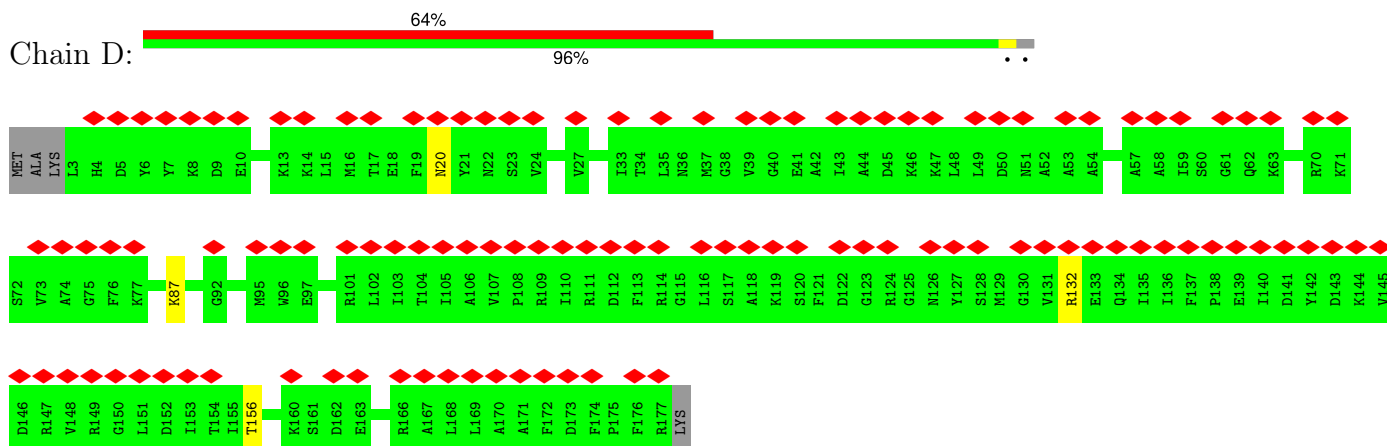 64%
Chain D:
96%
. .
MET ALA LYS L3 H4 D5 Y6 Y7 K8 D9 E10 K13 K14 L15 M16 T17 E18 F19 N20 Y21 N22 S23 V24 V27 I33 T34 L35 N36 M37 G38 V39 G40 E41 A42 I43 A44 D45 K46 K47 L48 L49 D50 N51 A52 A53 A54 A57 A58 I59 S60 G61 Q62 K63 R70 K71
S72 V73 A74 G75 F76 K77 K87 G92 M95 W96 E97 R101 L102 I103 T104 I105 A106 V107 P108 R109 I110 R111 D112 F113 R114 G115 L116 S117 A118 K119 S120 F121 D122 G123 R124 G125 N126 Y127 S128 M129 G130 V131 R132 E133 Q134 I135 I136 F137 P138 E139 I140 D141 Y142 D143 K144 V145
D146 R147 V148 R149 G150 L151 D152 I153 T154 I155 T156 K160 S161 D162 E163 R166 A167 L168 L169 A170 A171 F172 D173 F174 P175 F176 R177 LYS